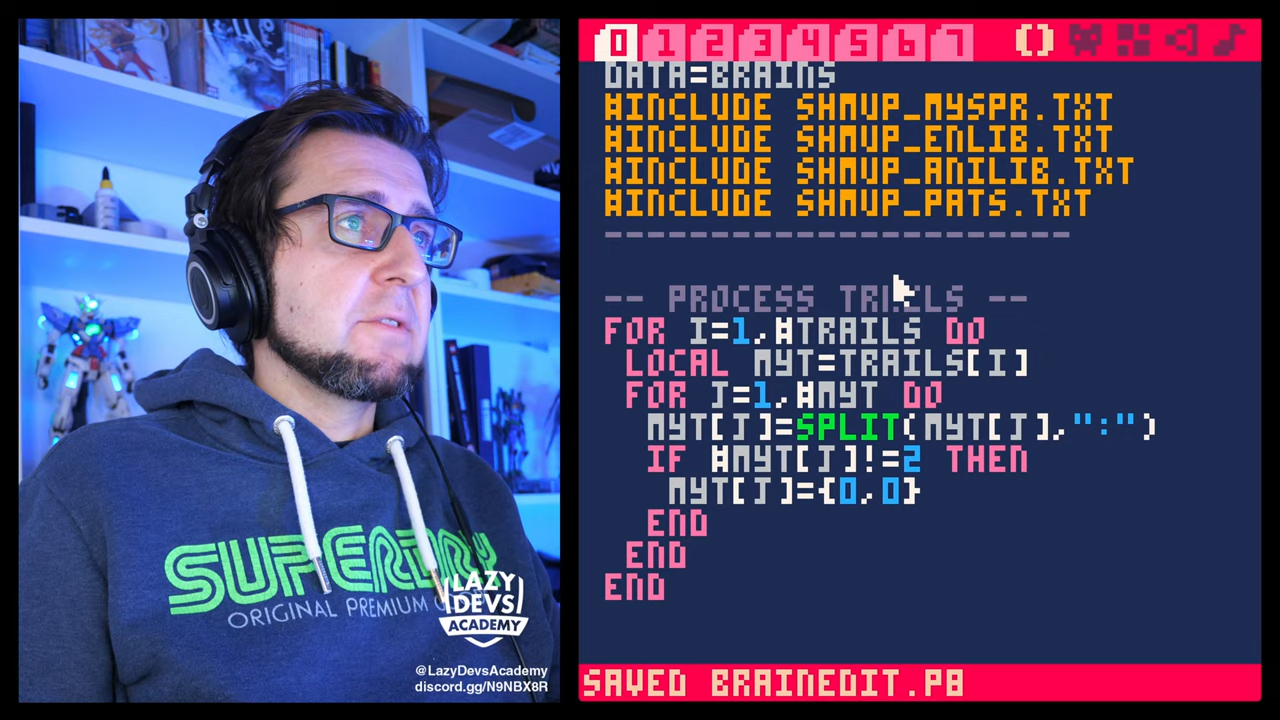 0 1 2 3 4 5 6 7 ()
DATA=BRAINS
#INCLUDE SHMUP_MYSPR.TXT
#INCLUDE SHMUP_ENLIB.TXT
#INCLUDE SHMUP_ANILIB.TXT
#INCLUDE SHMUP_PATS.TXT
----------------------
-- PROCESS TRAILS --
FOR I=1,#TRAILS DO
LOCAL MYT=TRAILS[I]
FOR J=1,#MYT DO
MYT[J]=SPLIT(MYT[J],":")
IF #MYT[J]!=2 THEN
MYT[J]={0,0}
END
END
END
SAVED BRAINEDIT.P8
SUPERDRY
ORIGINAL PREMIUM
LAZY
DEVS
ACADEMY
@LazyDevsAcademy
discord.gg/N9NBX8R